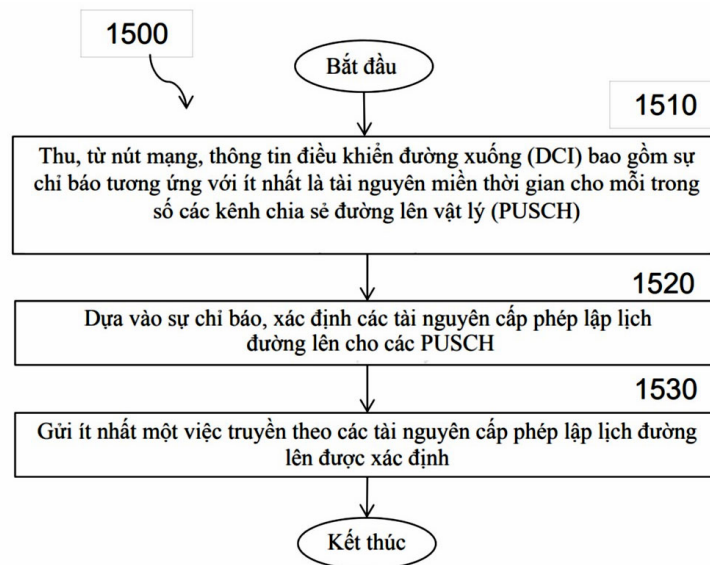 1500
Bắt đầu
1510
Thu, từ nút mạng, thông tin điều khiển đường xuống (DCI) bao gồm sự
chỉ báo tương ứng với ít nhất là tài nguyên miền thời gian cho mỗi trong
số các kênh chia sẻ đường lên vật lý (PUSCH)
1520
Dựa vào sự chỉ báo, xác định các tài nguyên cấp phép lập lịch
đường lên cho các PUSCH
1530
Gửi ít nhất một việc truyền theo các tài nguyên cấp phép lập lịch đường
lên được xác định
Kết thúc